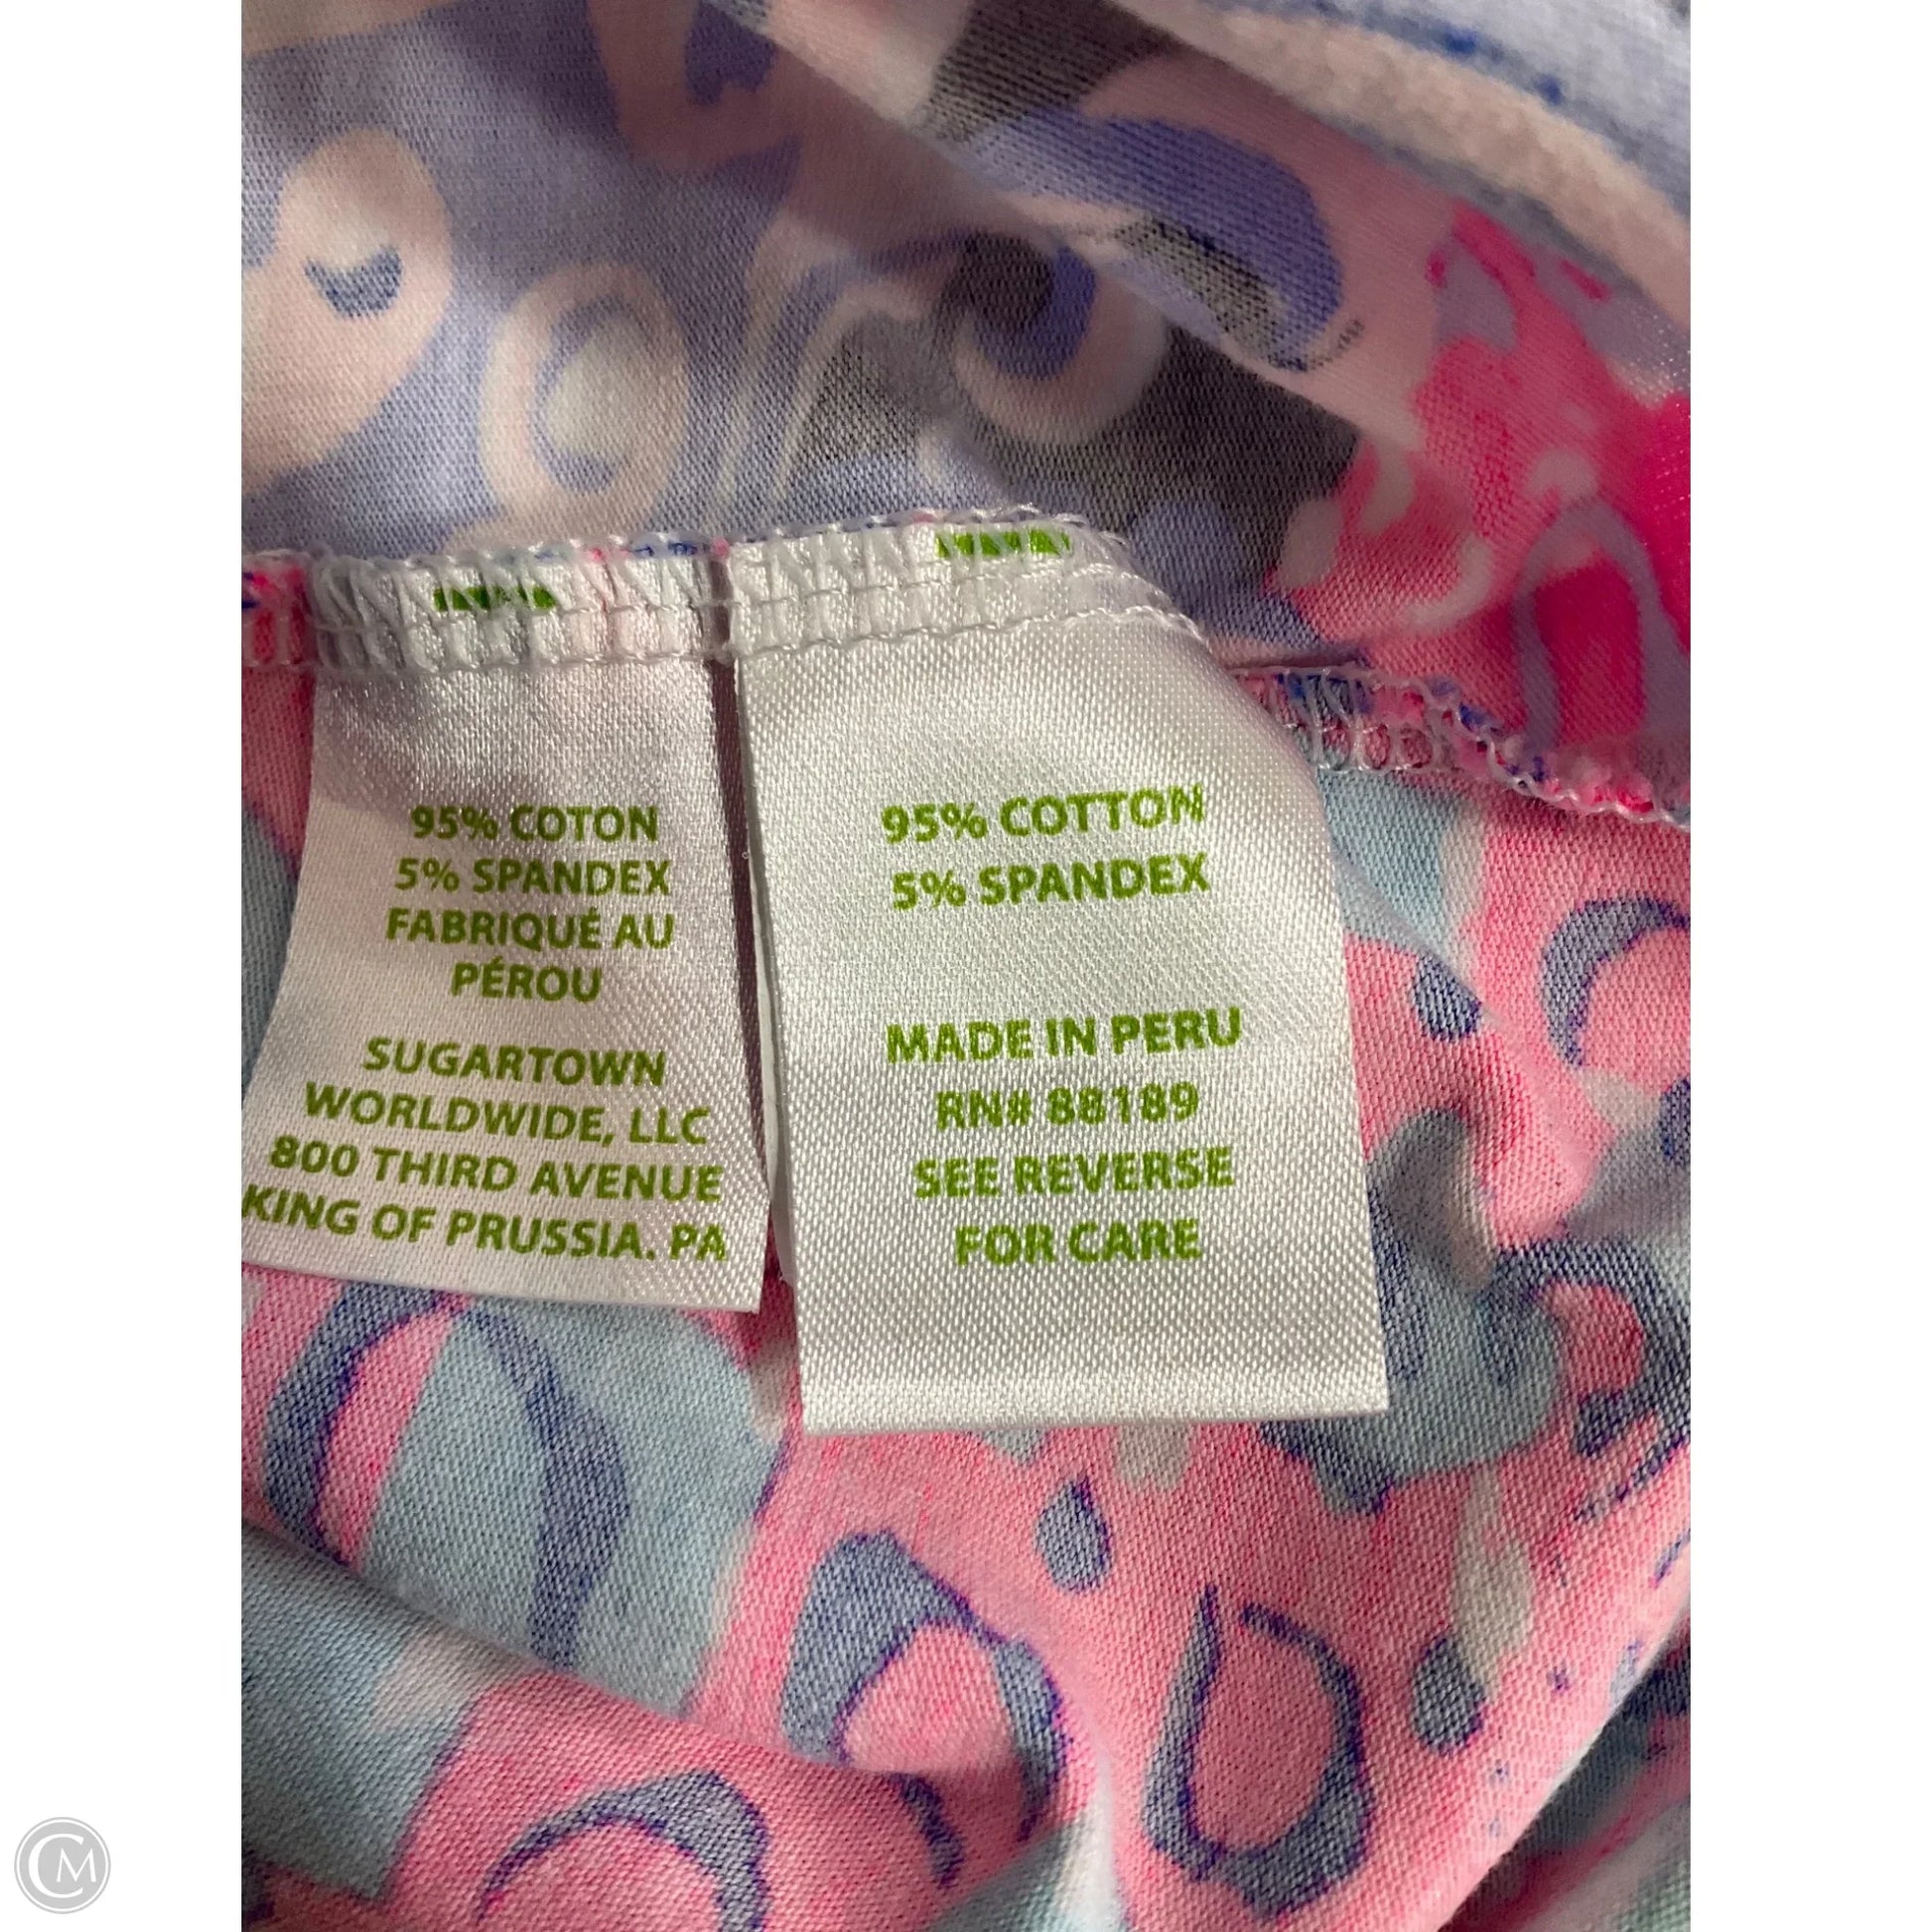 95% COTON
5% SPANDEX
FABRIQUÉ AU
PÉROU
SUGARTOWN
WORLDWIDE, LLC
800 THIRD AVENUE
KING OF PRUSSIA. PA
95% COTTON
5% SPANDEX
MADE IN PERU
RN# 88189
SEE REVERSE
FOR CARE
CM